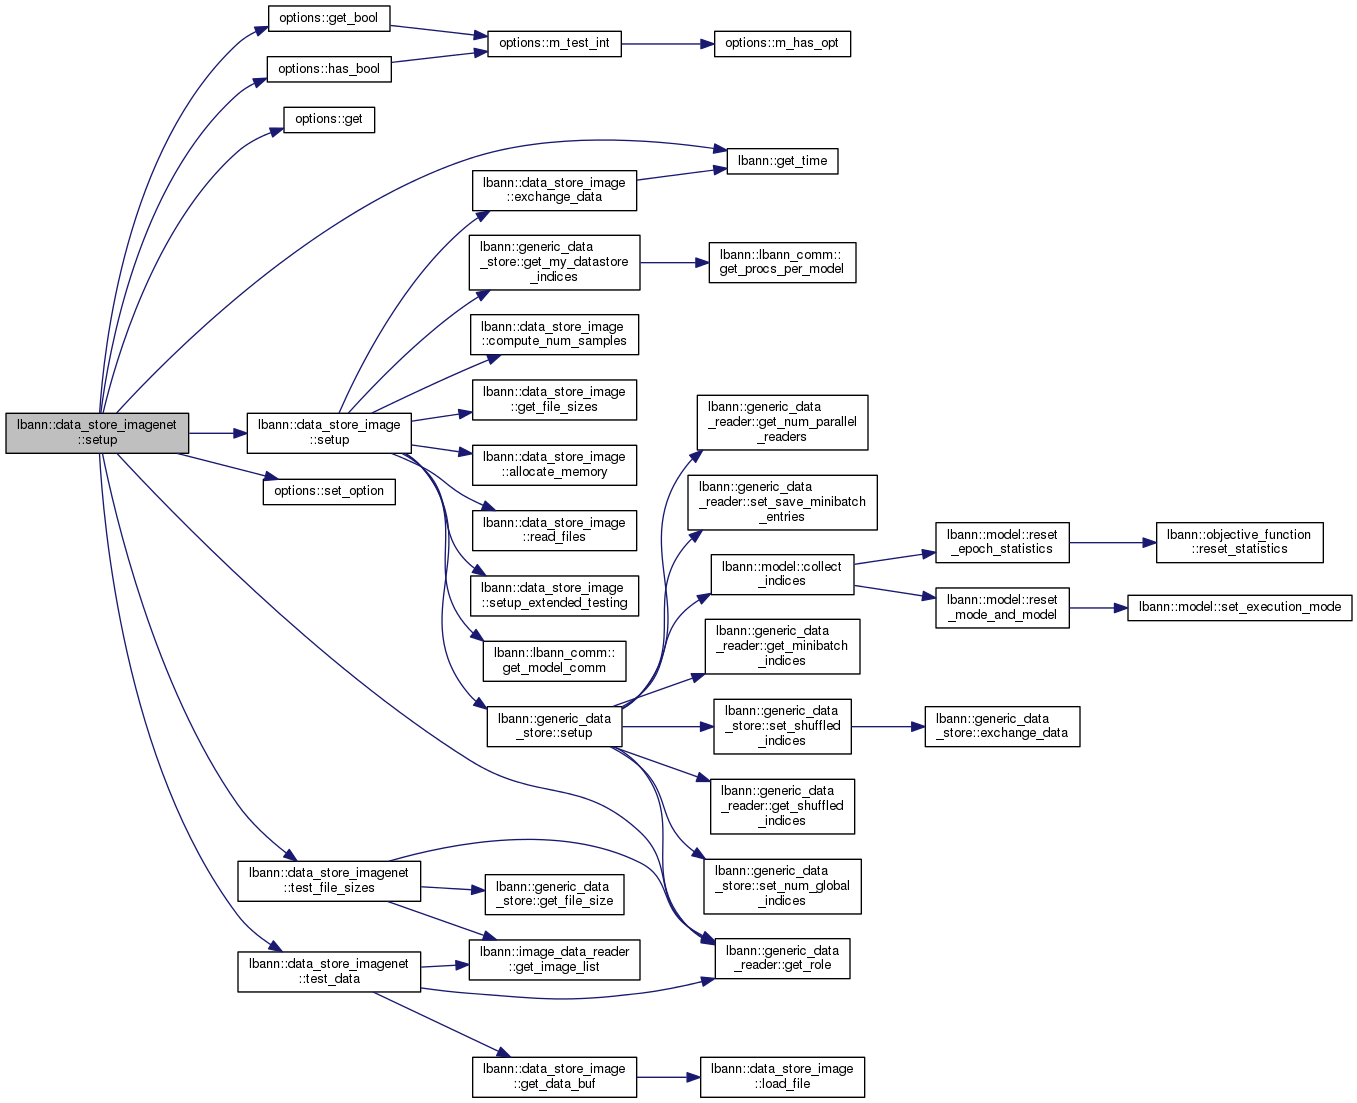 options::get_bool
options::m_test_int
options::m_has_opt
options::has_bool
options::get
lbann::get_time
lbann::data_store_image
::exchange_data
lbann::generic_data
_store::get_my_datastore
_indices
lbann::lbann_comm::
get_procs_per_model
lbann::data_store_image
::compute_num_samples
lbann::data_store_image
::get_file_sizes
lbann::generic_data
_reader::get_num_parallel
_readers
lbann::data_store_imagenet
::setup
lbann::data_store_image
::setup
lbann::data_store_image
::allocate_memory
options::set_option
lbann::generic_data
_reader::set_save_minibatch
_entries
lbann::data_store_image
::read_files
lbann::model::reset
_epoch_statistics
lbann::objective_function
::reset_statistics
lbann::model::collect
_indices
lbann::data_store_image
::setup_extended_testing
lbann::model::reset
_mode_and_model
lbann::model::set_execution_mode
lbann::generic_data
_reader::get_minibatch
_indices
lbann::lbann_comm::
get_model_comm
lbann::generic_data
_store::setup
lbann::generic_data
_store::set_shuffled
_indices
lbann::generic_data
_store::exchange_data
lbann::generic_data
_reader::get_shuffled
_indices
lbann::data_store_imagenet
::test_file_sizes
lbann::generic_data
_store::get_file_size
lbann::generic_data
_store::set_num_global
_indices
lbann::image_data_reader
::get_image_list
lbann::generic_data
_reader::get_role
lbann::data_store_imagenet
::test_data
lbann::data_store_image
::get_data_buf
lbann::data_store_image
::load_file